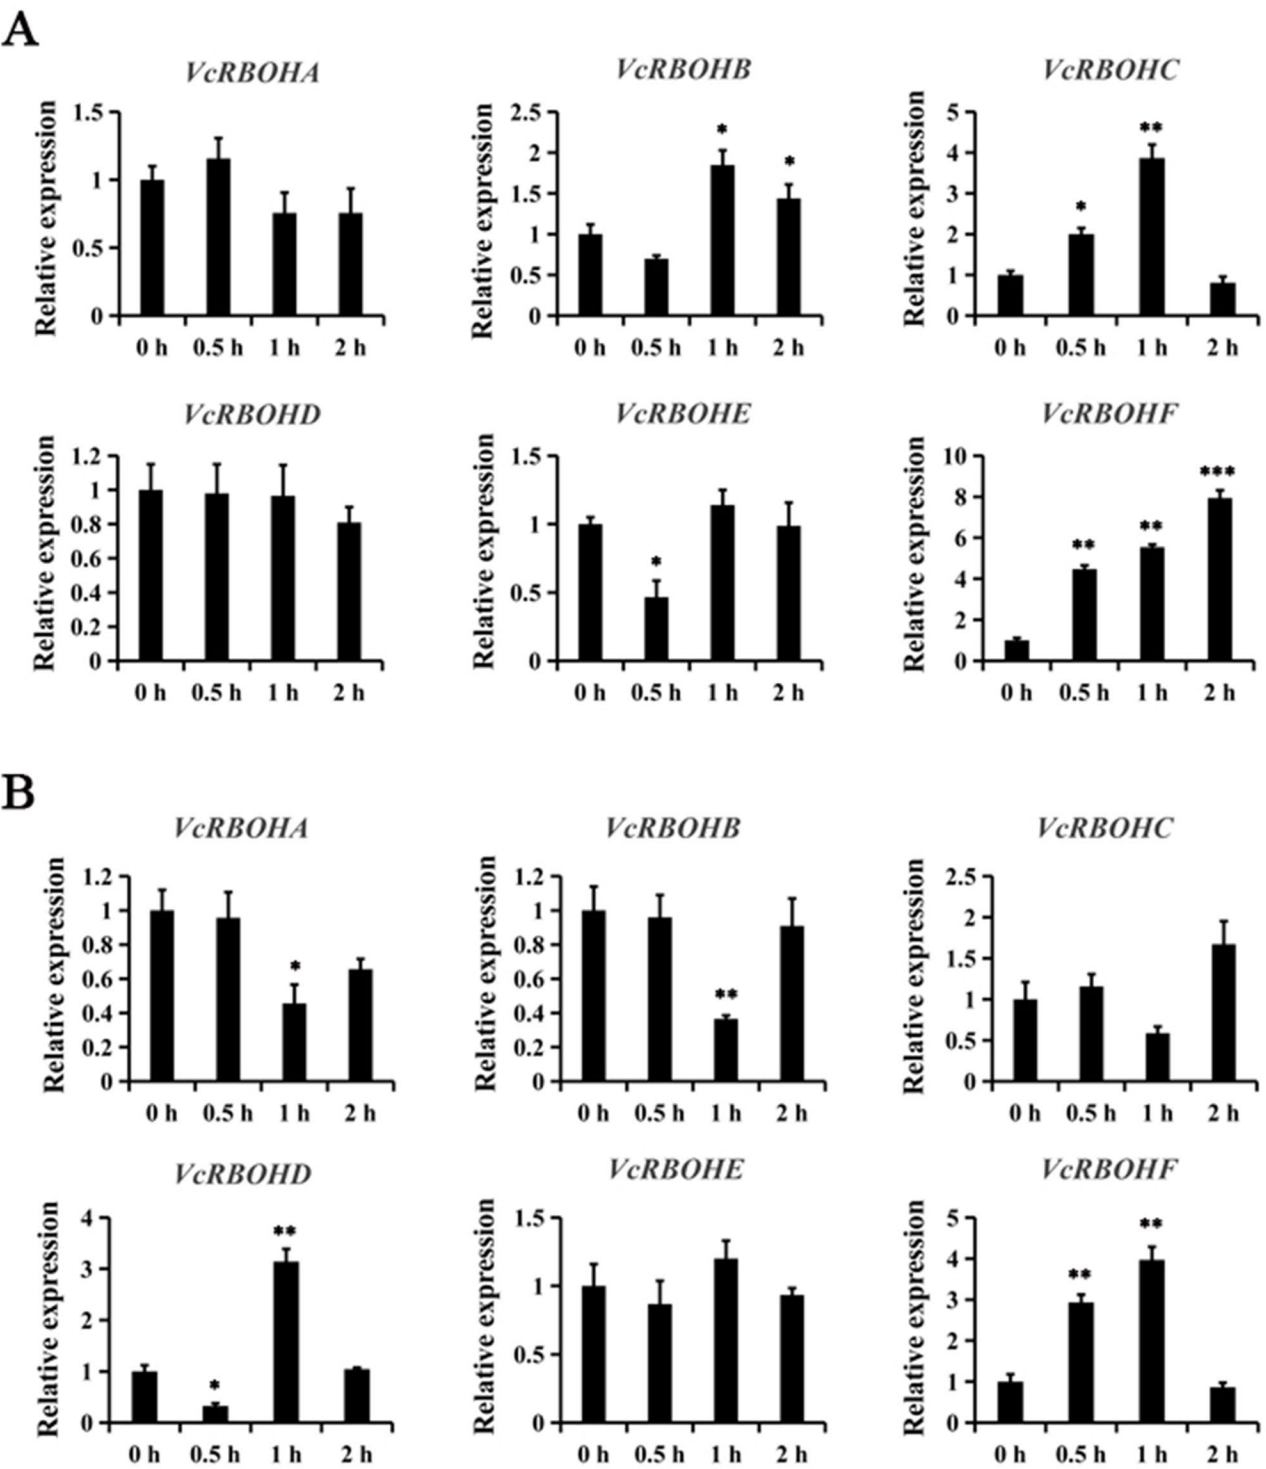 A
VcRBOHA
VcRBOHB
VcRBOHC
Relative expression
1.5
1
0.5
0
0 h 0.5 h 1 h 2 h
Relative expression
2.5
2
1.5
1
0.5
0
*
*
0 h 0.5 h 1 h 2 h
Relative expression
5
4
3
2
1
0
*
**
0 h 0.5 h 1 h 2 h
VcRBOHD
VcRBOHE
VcRBOHF
Relative expression
1.2
1
0.8
0.6
0.4
0.2
0
0 h 0.5 h 1 h 2 h
Relative expression
1.5
1
0.5
0
*
0 h 0.5 h 1 h 2 h
Relative expression
10
8
6
4
2
0
**
**
***
0 h 0.5 h 1 h 2 h
B
VcRBOHA
VcRBOHB
VcRBOHC
Relative expression
1.2
1
0.8
0.6
0.4
0.2
0
*
0 h 0.5 h 1 h 2 h
Relative expression
1.2
1
0.8
0.6
0.4
0.2
0
**
0 h 0.5 h 1 h 2 h
Relative expression
2.5
2
1.5
1
0.5
0
0 h 0.5 h 1 h 2 h
VcRBOHD
VcRBOHE
VcRBOHF
Relative expression
4
3
2
1
0
*
**
0 h 0.5 h 1 h 2 h
Relative expression
1.5
1
0.5
0
0 h 0.5 h 1 h 2 h
Relative expression
5
4
3
2
1
0
**
**
0 h 0.5 h 1 h 2 h